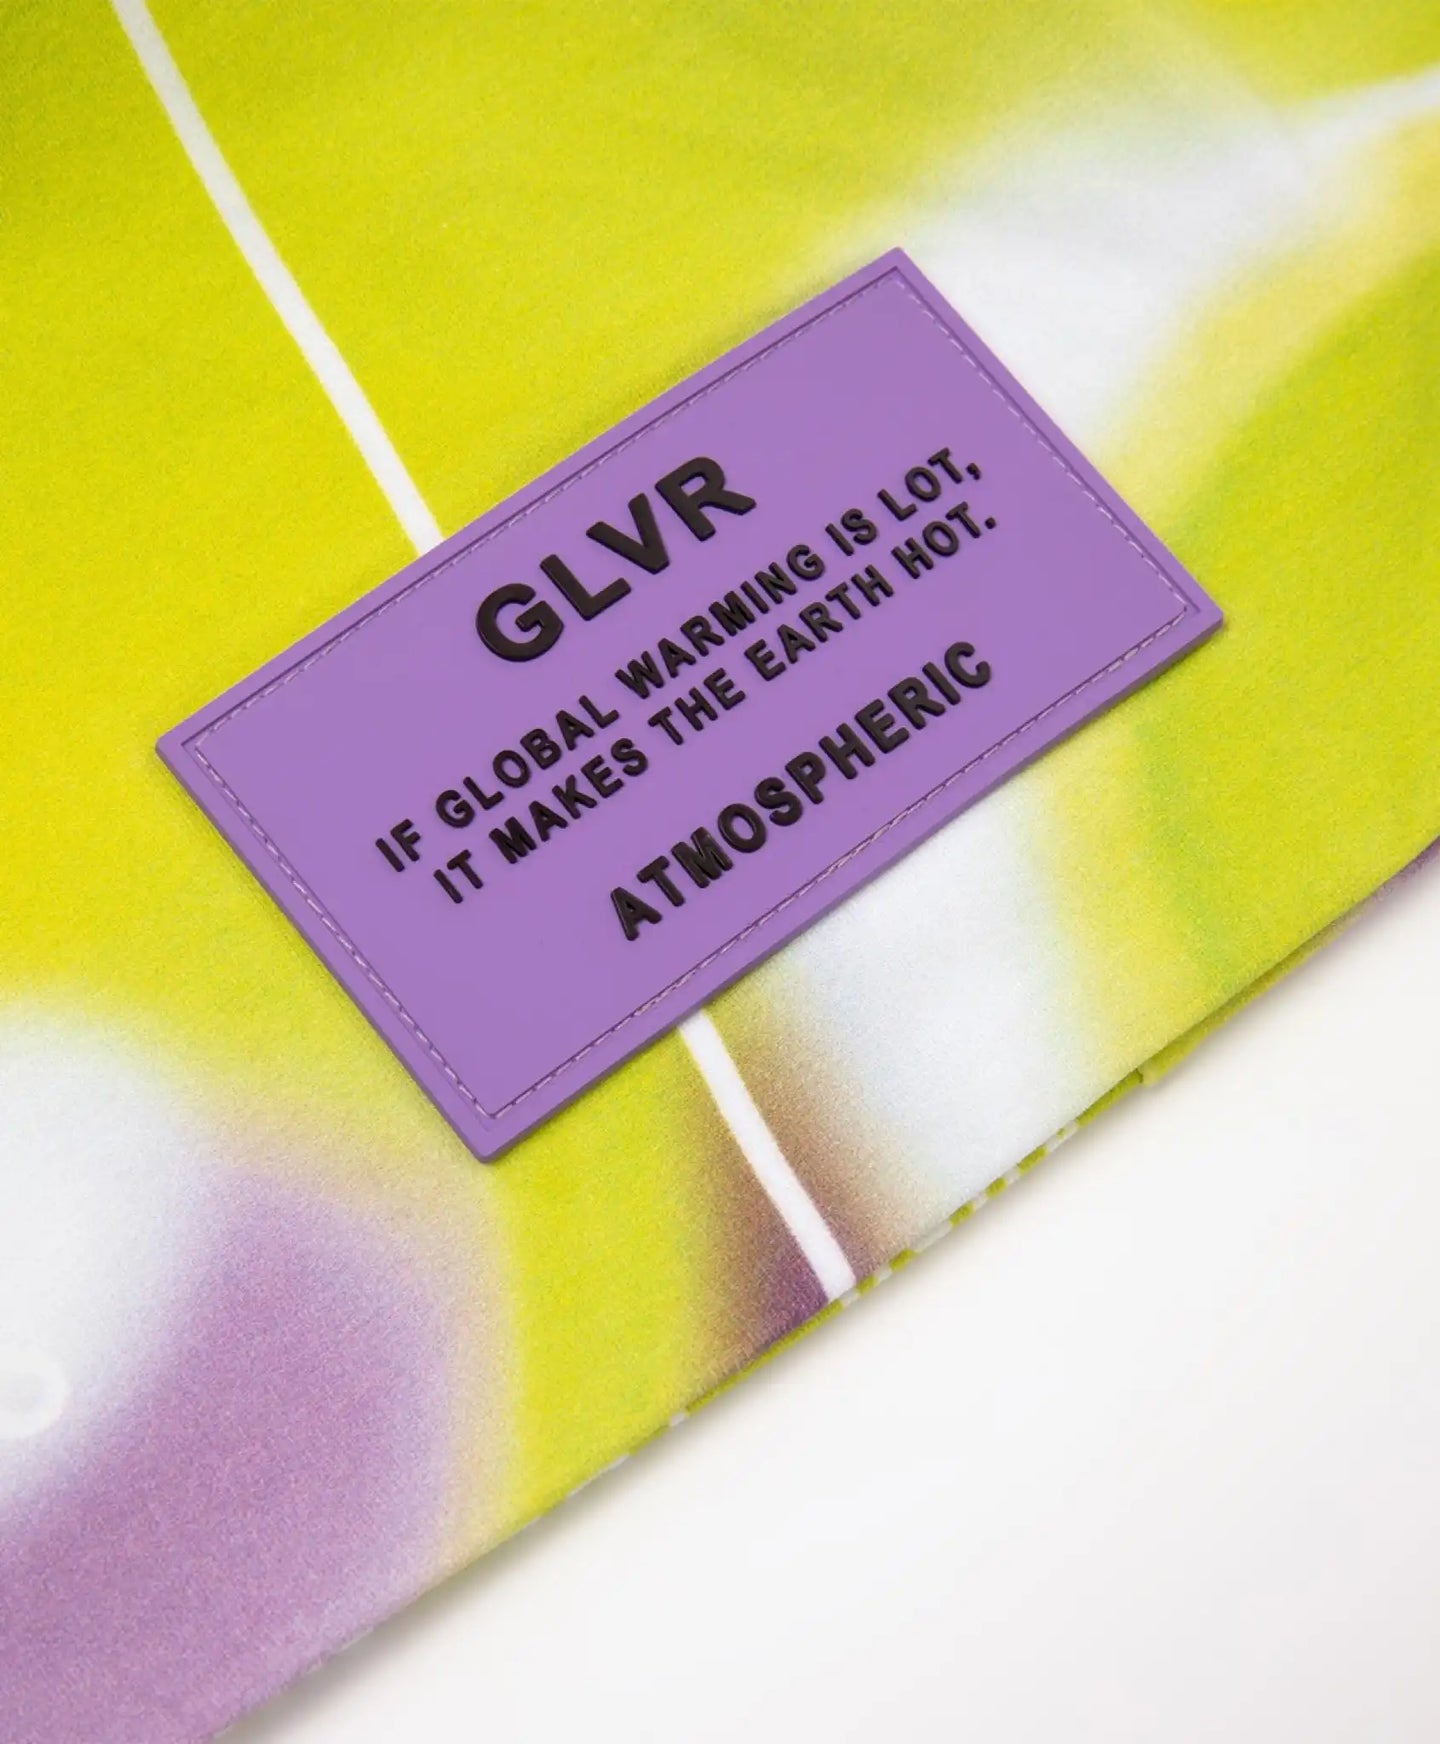 GLVR
IF GLOBAL WARMING IS LOT,
IT MAKES THE EARTH HOT.
ATMOSPHERIC